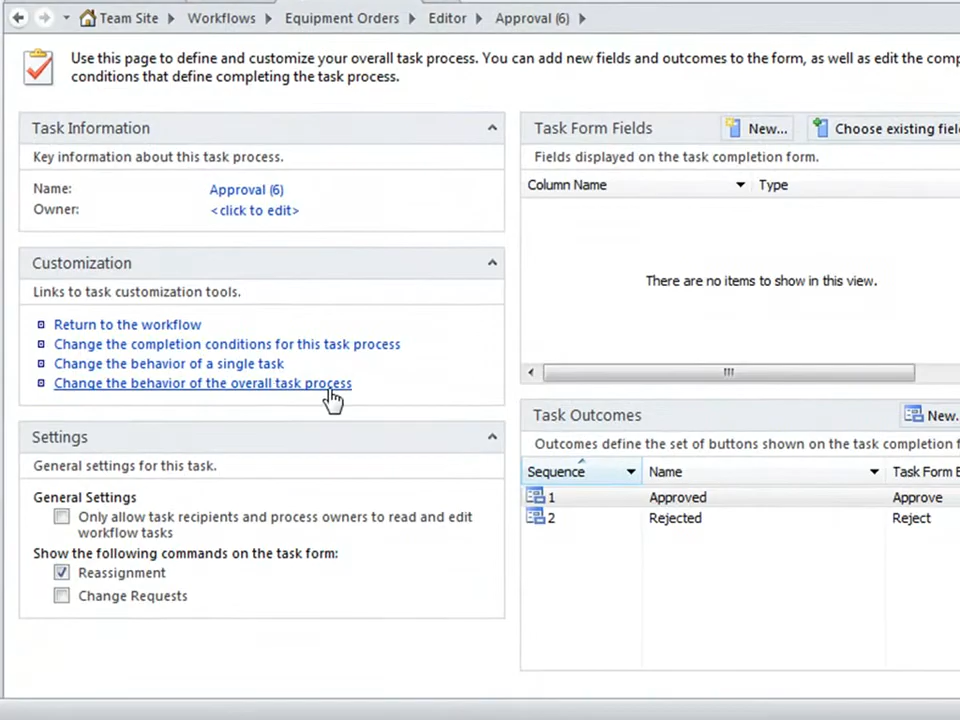 Team Site Workflows Equipment Orders Editor Approval (6)
Use this page to define and customize your overall task process. You can add new fields and outcomes to the form, as well as edit the
conditions that define completing the task process.
Task Information
Key information about this task process.
Name: Approval (6)
Owner: <click to edit>
Customization
Links to task customization tools.
Return to the workflow
Change the completion conditions for this task process
Change the behavior of a single task
Change the behavior of the overall task process
Settings
General settings for this task.
General Settings
Only allow task recipients and process owners to read and edit
workflow tasks
Show the following commands on the task form:
Reassignment
Change Requests
Task Form Fields New... Choose existing
Fields displayed on the task completion form.
Column Name Type
There are no items to show in this view.
Task Outcomes New.
Outcomes define the set of buttons shown on the task completion
Sequence Name Task Form
1 Approved Approve
2 Rejected Reject